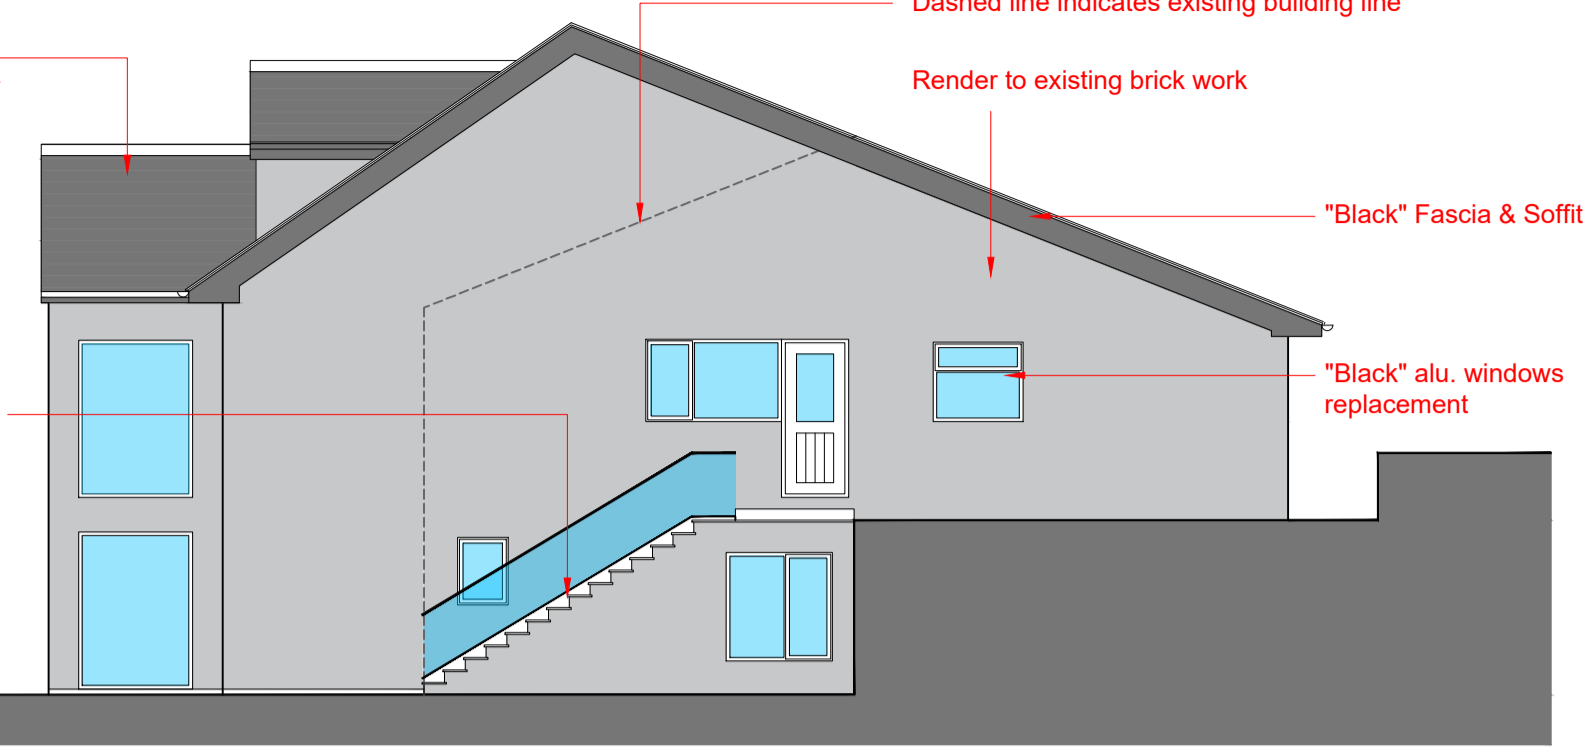 Dashed line indicates existing building line
Render to existing brick work
"Black" Fascia & Soffit
"Black" alu. windows
replacement